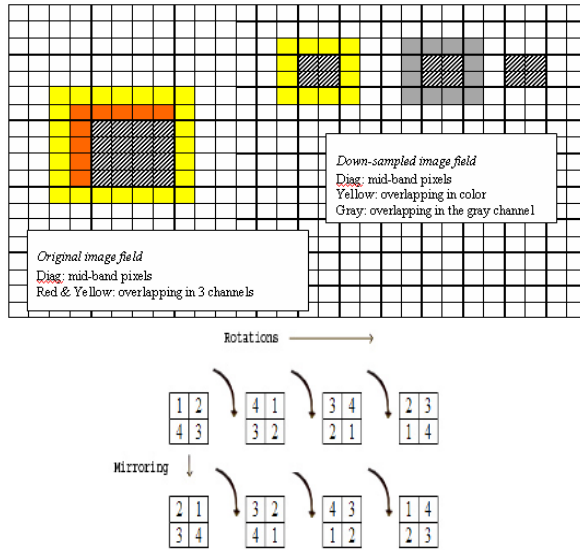 Down-sampled image field
Diag: mid-band pixels
Yellow: overlapping in color
Gray: overlapping in the gray channel
Original image field
Diag: mid-band pixels
Red & Yellow: overlapping in 3 channels
Rotations
1 2 4 1 3 4 2 3
4 3 3 2 2 1 1 4
Mirroring
2 1 3 2 4 3 1 4
3 4 4 1 1 2 2 3